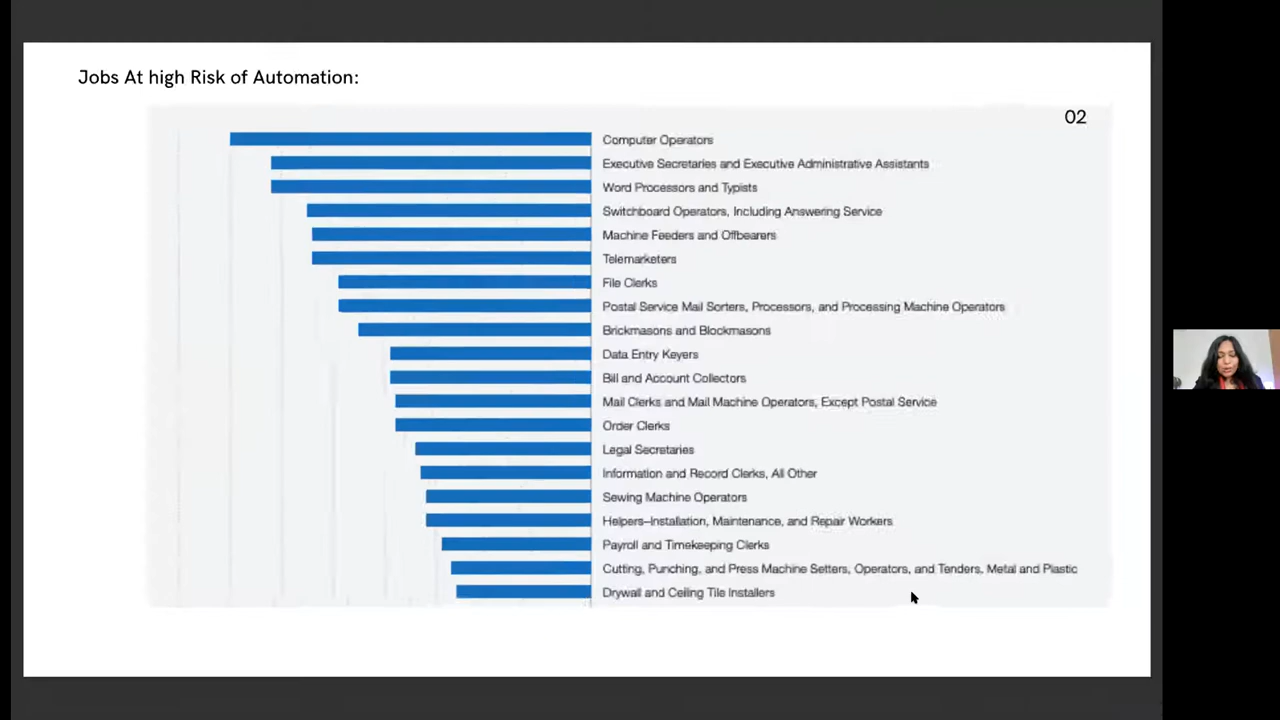 Jobs At high Risk of Automation:
02
Computer Operators
Executive Secretaries and Executive Administrative Assistants
Word Processors and Typists
Switchboard Operators, Including Answering Service
Machine Feeders and Offbearers
Telemarketers
File Clerks
Postal Service Mail Sorters, Processors, and Processing Machine Operators
Brickmasons and Blockmasons
Data Entry Keyers
Bill and Account Collectors
Mail Clerks and Mail Machine Operators, Except Postal Service
Order Clerks
Legal Secretaries
Information and Record Clerks, All Other
Sewing Machine Operators
Helpers–Installation, Maintenance, and Repair Workers
Payroll and Timekeeping Clerks
Cutting, Punching, and Press Machine Setters, Operators, and Tenders, Metal and Plastic
Drywall and Ceiling Tile Installers